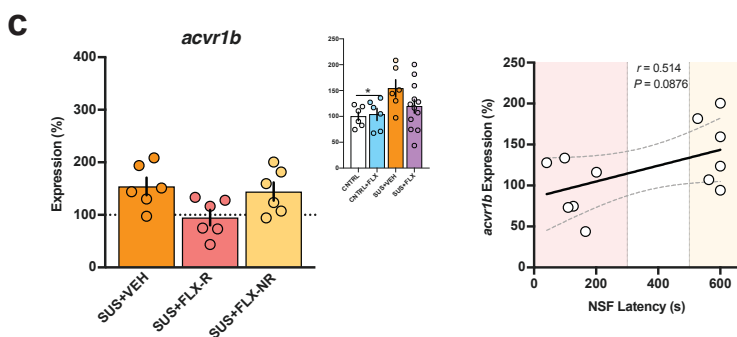 C
acvr1b
Expression (%)
400
300
200
100
0
SUS+VEH
SUS+FLX-R
SUS+FLX-NR
250
200
150
100
50
0
*
CNTRL
CNTRL+FLX
SUS+VEH
SUS+FLX
acvr1b Expression (%)
250
200
150
100
50
0
r = 0.514
P = 0.0876
0 200 400 600
NSF Latency (s)